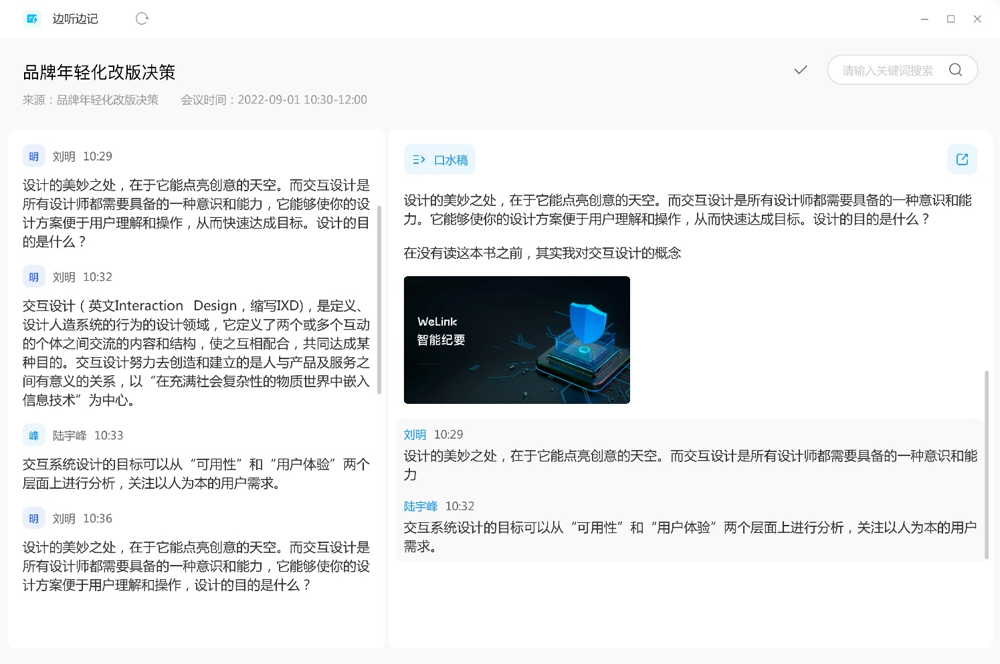 边听边记
品牌年轻化改版决策
请输入关键词搜索
来源：品牌年轻化改版决策 会议时间：2022-09-01 10:30-12:00
明 刘明 10:29
设计的美妙之处，在于它能点亮创意的天空。而交互设计是
所有设计师都需要具备的一种意识和能力，它能够使你的设
计方案便于用户理解和操作，从而快速达成目标。设计的目
的是什么？
明 刘明 10:32
交互设计（英文Interaction Design，缩写IXD)，是定义、
设计人造系统的行为的设计领域，它定义了两个或多个互动
的个体之间交流的内容和结构，使之互相配合，共同达成某
种目的。交互设计努力去创造和建立的是人与产品及服务之
间有意义的关系，以“在充满社会复杂性的物质世界中嵌入
信息技术”为中心。
峰 陆宇峰 10:33
交互系统设计的目标可以从“可用性”和“用户体验”两个
层面上进行分析，关注以人为本的用户需求。
明 刘明 10:36
设计的美妙之处，在于它能点亮创意的天空。而交互设计是
所有设计师都需要具备的一种意识和能力，它能够使你的设
计方案便于用户理解和操作，设计的目的是什么？
口水稿
设计的美妙之处，在于它能点亮创意的天空。而交互设计是所有设计师都需要具备的一种意识和能
力。它能够使你的设计方案便于用户理解和操作，从而快速达成目标。设计的目的是什么？
在没有读这本书之前，其实我对交互设计的概念
WeLink
智能纪要
刘明 10:29
设计的美妙之处，在于它能点亮创意的天空。而交互设计是所有设计师都需要具备的一种意识和能
力
陆宇峰 10:32
交互系统设计的目标可以从“可用性”和“用户体验”两个层面上进行分析，关注以人为本的用户
需求。